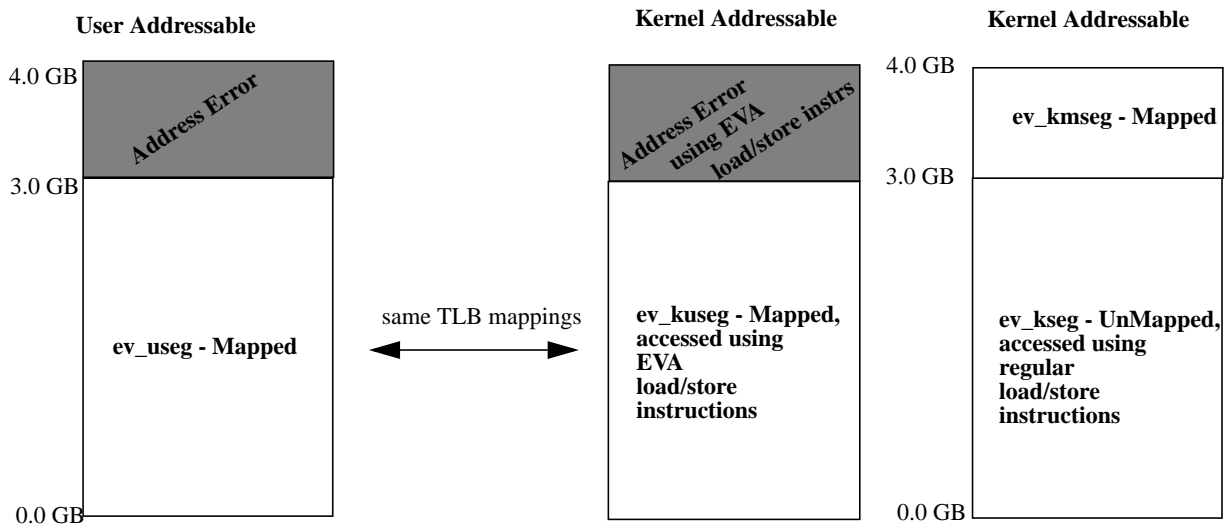 User Addressable
Kernel Addressable
Kernel Addressable
4.0 GB
Address Error
3.0 GB
ev_useg - Mapped
0.0 GB
same TLB mappings
Address Error
using EVA
load/store instrs
ev_kuseg - Mapped,
accessed using
EVA
load/store
instructions
4.0 GB
ev_kmseg - Mapped
3.0 GB
ev_kseg - UnMapped,
accessed using
regular
load/store
instructions
0.0 GB